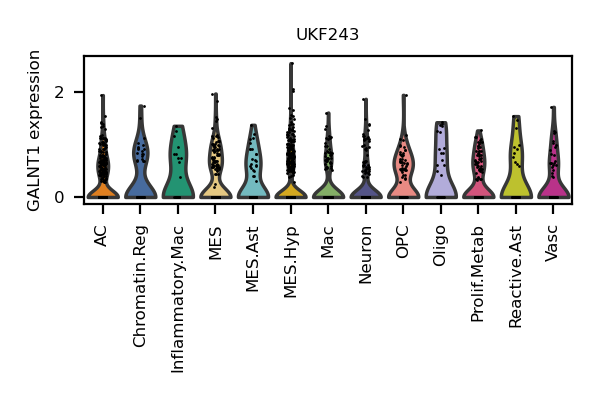 UKF243
GALNT1 expression
2
0
AC
Chromatin.Reg
Inflammatory.Mac
MES
MES.Ast
MES.Hyp
Mac
Neuron
OPC
Oligo
Prolif.Metab
Reactive.Ast
Vasc